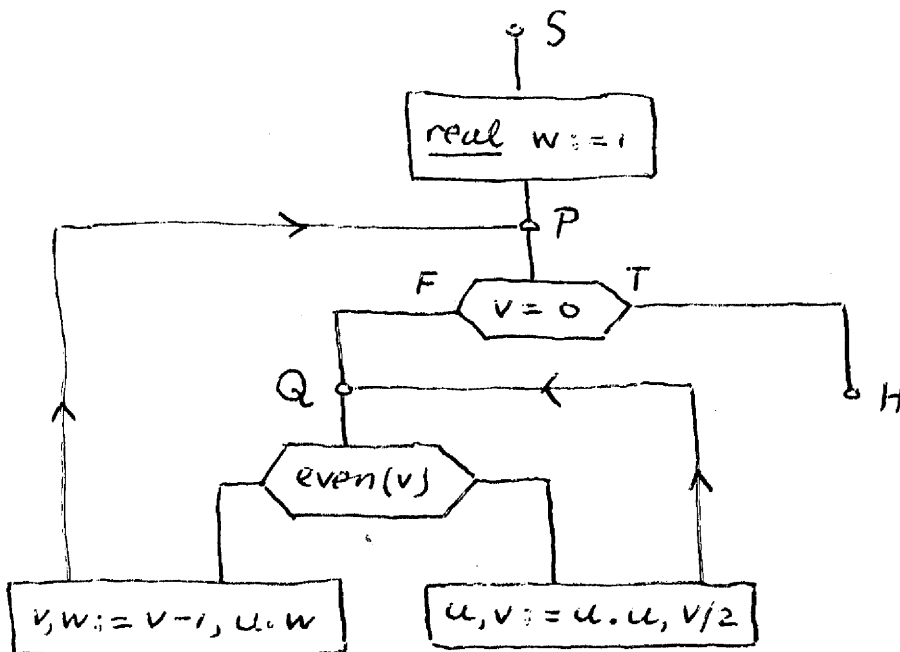 S
real w := 1
P
F T
v = 0
Q H
even(v)
v, w := v-1, u.w
u, v := u.u, v/2